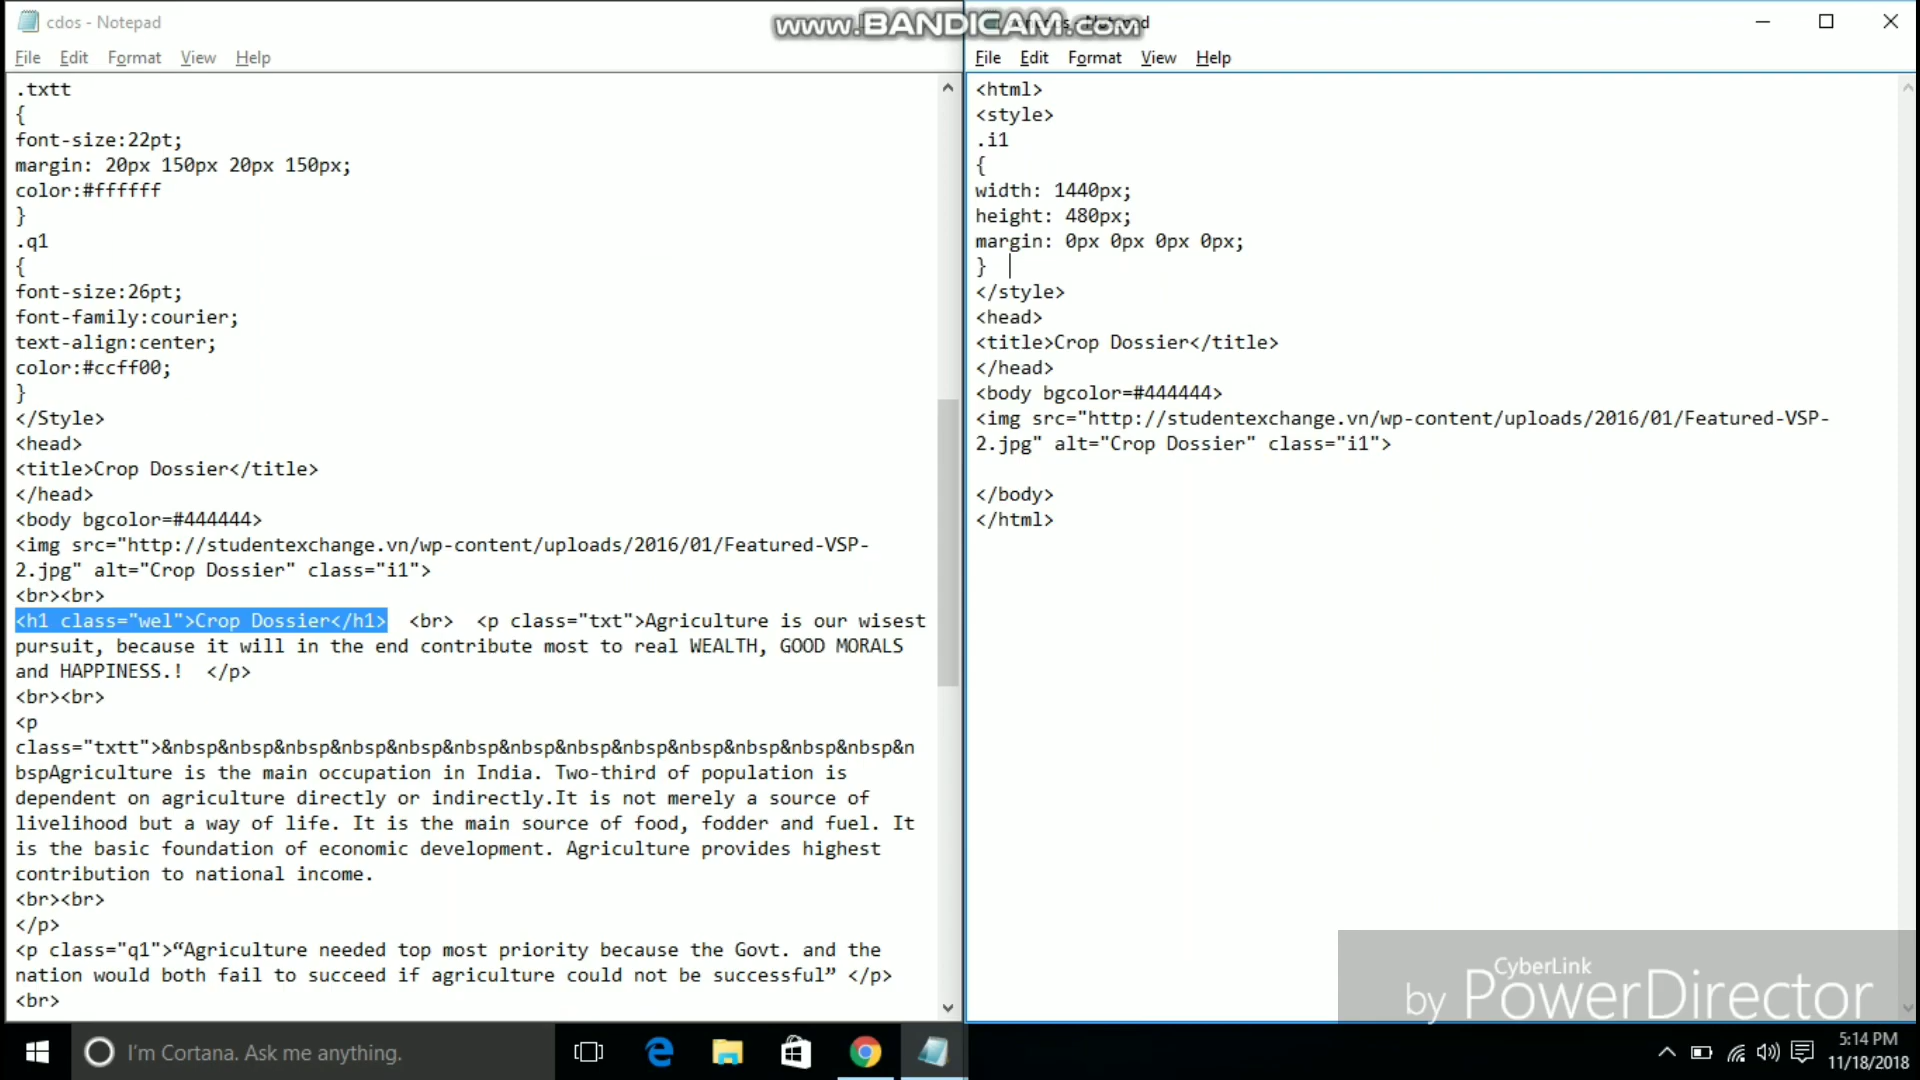 cdos - Notepad
www.BANDICAM.com
File Edit Format View Help
.txtt
{
font-size:22pt;
margin: 20px 150px 20px 150px;
color:#ffffff
}
.q1
{
font-size:26pt;
font-family:courier;
text-align:center;
color:#ccff00;
}
</Style>
<head>
<title>Crop Dossier</title>
</head>
<body bgcolor=#444444>
<img src="http://studentexchange.vn/wp-content/uploads/2016/01/Featured-VSP-
2.jpg" alt="Crop Dossier" class="i1">
<br><br>
<h1 class="wel">Crop Dossier</h1>  <br>  <p class="txt">Agriculture is our wisest
pursuit, because it will in the end contribute most to real WEALTH, GOOD MORALS
and HAPPINESS.!  </p>
<br><br>
<p
class="txtt">&nbsp&nbsp&nbsp&nbsp&nbsp&nbsp&nbsp&nbsp&nbsp&nbsp&nbsp&nbsp&n
bspAgriculture is the main occupation in India. Two-third of population is
dependent on agriculture directly or indirectly.It is not merely a source of
livelihood but a way of life. It is the main source of food, fodder and fuel. It
is the basic foundation of economic development. Agriculture provides highest
contribution to national income.
<br><br>
</p>
<p class="q1">“Agriculture needed top most priority because the Govt. and the
nation would both fail to succeed if agriculture could not be successful” </p>
<br>
File Edit Format View Help
<html>
<style>
.i1
{
width: 1440px;
height: 480px;
margin: 0px 0px 0px 0px;
}
</style>
<head>
<title>Crop Dossier</title>
</head>
<body bgcolor=#444444>
<img src="http://studentexchange.vn/wp-content/uploads/2016/01/Featured-VSP-
2.jpg" alt="Crop Dossier" class="i1">
</body>
</html>
CyberLink
by PowerDirector
I'm Cortana. Ask me anything.
5:14 PM
11/18/2018